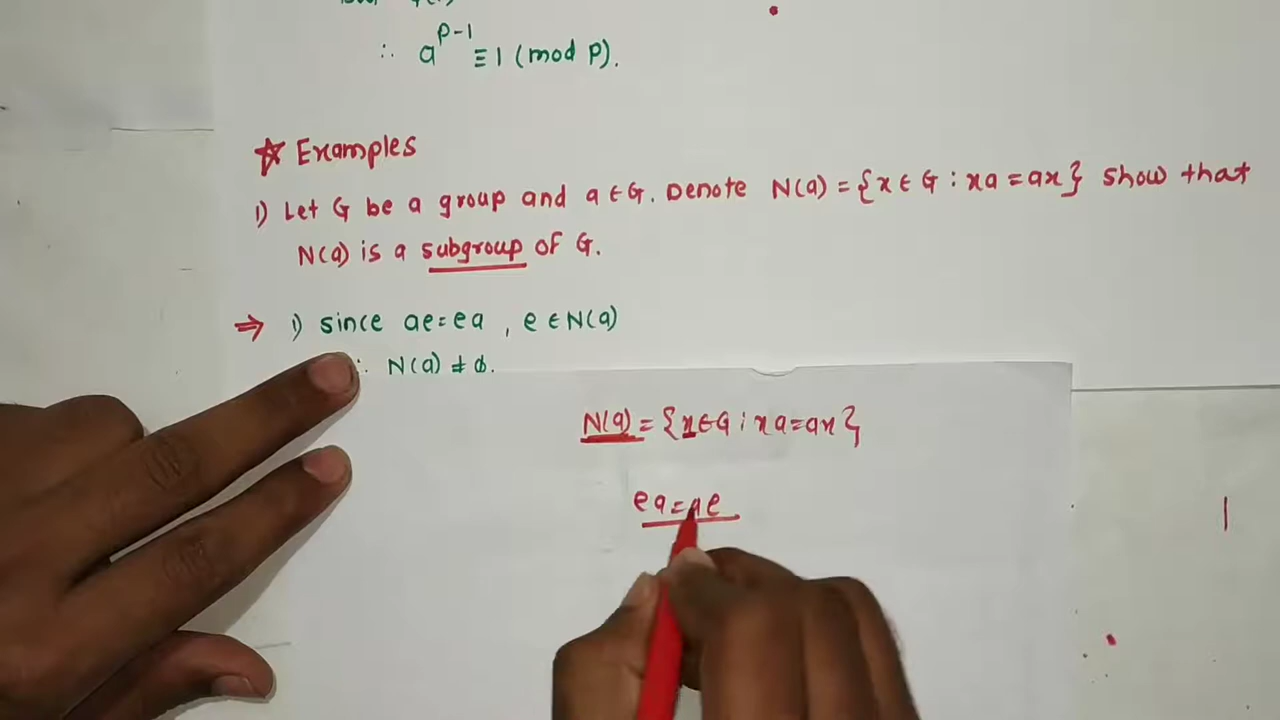 ∴ a^{p-1} ≡ 1 (mod p).
☆ Examples
1) Let G be a group and a ∈ G. Denote N(a) = {x ∈ G : xa = ax} show that
N(a) is a subgroup of G.
⇒ 1) since ae = ea , e ∈ N(a)
∴ N(a) ≠ ϕ.
N(a) = {x ∈ G : xa = ax}
ea = ae